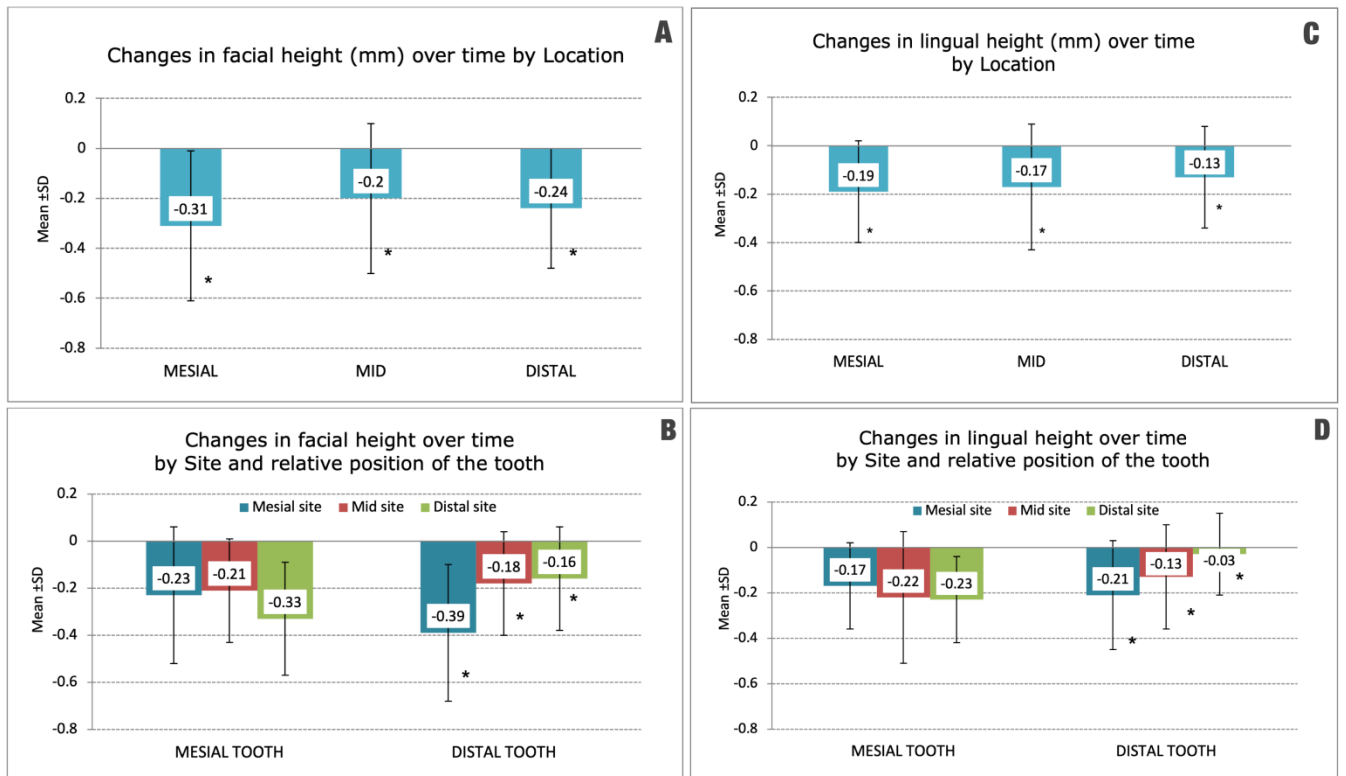 A
Changes in facial height (mm) over time by Location
Mean ±SD
0.2
0
-0.2
-0.4
-0.6
-0.8
-0.31
-0.2
-0.24
*
*
*
MESIAL
MID
DISTAL
C
Changes in lingual height (mm) over time
by Location
Mean ±SD
0.2
0
-0.2
-0.4
-0.6
-0.8
-0.19
-0.17
-0.13
*
*
*
MESIAL
MID
DISTAL
B
Changes in facial height over time
by Site and relative position of the tooth
Mesial site
Mid site
Distal site
Mean ±SD
0.2
0
-0.2
-0.4
-0.6
-0.8
-0.23
-0.21
-0.33
-0.39
-0.18
-0.16
*
*
*
MESIAL TOOTH
DISTAL TOOTH
D
Changes in lingual height over time
by Site and relative position of the tooth
Mesial site
Mid site
Distal site
Mean ±SD
0.2
0
-0.2
-0.4
-0.6
-0.8
-0.17
-0.22
-0.23
-0.21
-0.13
-0.03
*
*
*
MESIAL TOOTH
DISTAL TOOTH